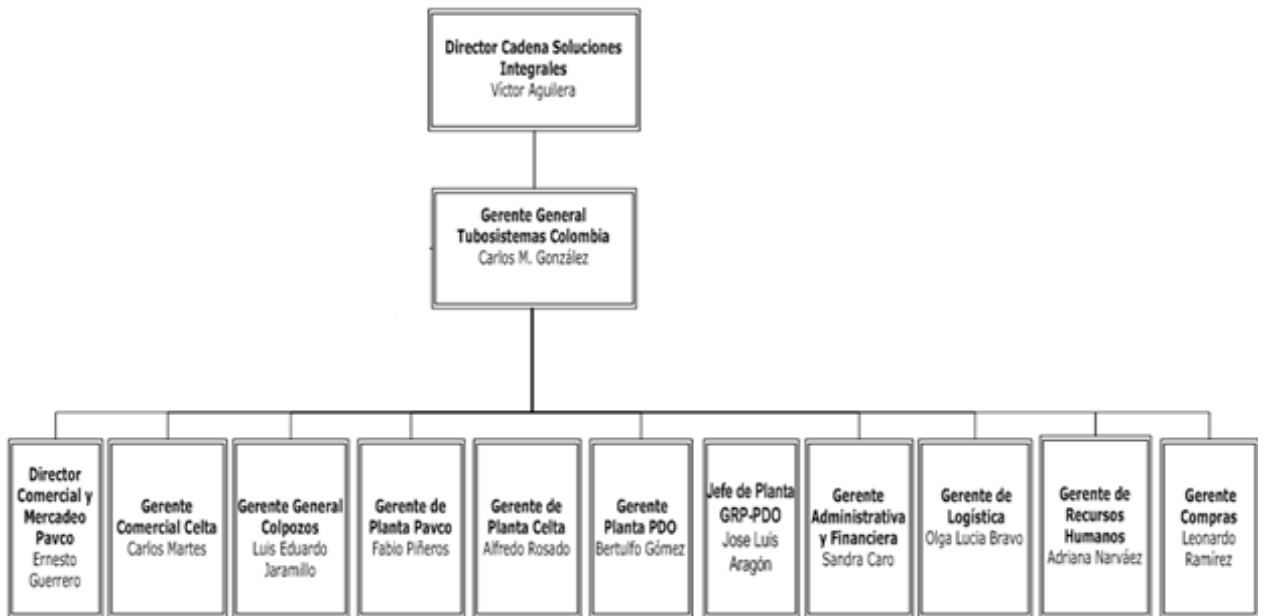 Director Cadena Soluciones
Integrales
Víctor Aguilera
Gerente General
Tubosistemas Colombia
Carlos M. González
Director
Comercial y
Mercadeo
Pavco
Ernesto
Guerrero
Gerente
Comercial Celta
Carlos Martes
Gerente General
Colpozos
Luis Eduardo
Jaramillo
Gerente de
Planta Pavco
Fabio Piñeros
Gerente de
Planta Celta
Alfredo Rosado
Gerente
Planta PDO
Bertulfo Gómez
Jefe de Planta
GRP-PDO
Jose Luis
Aragón
Gerente
Administrativa
y Financiera
Sandra Caro
Gerente de
Logística
Olga Lucia Bravo
Gerente de
Recursos
Humanos
Adriana Narváez
Gerente
Compras
Leonardo
Ramirez